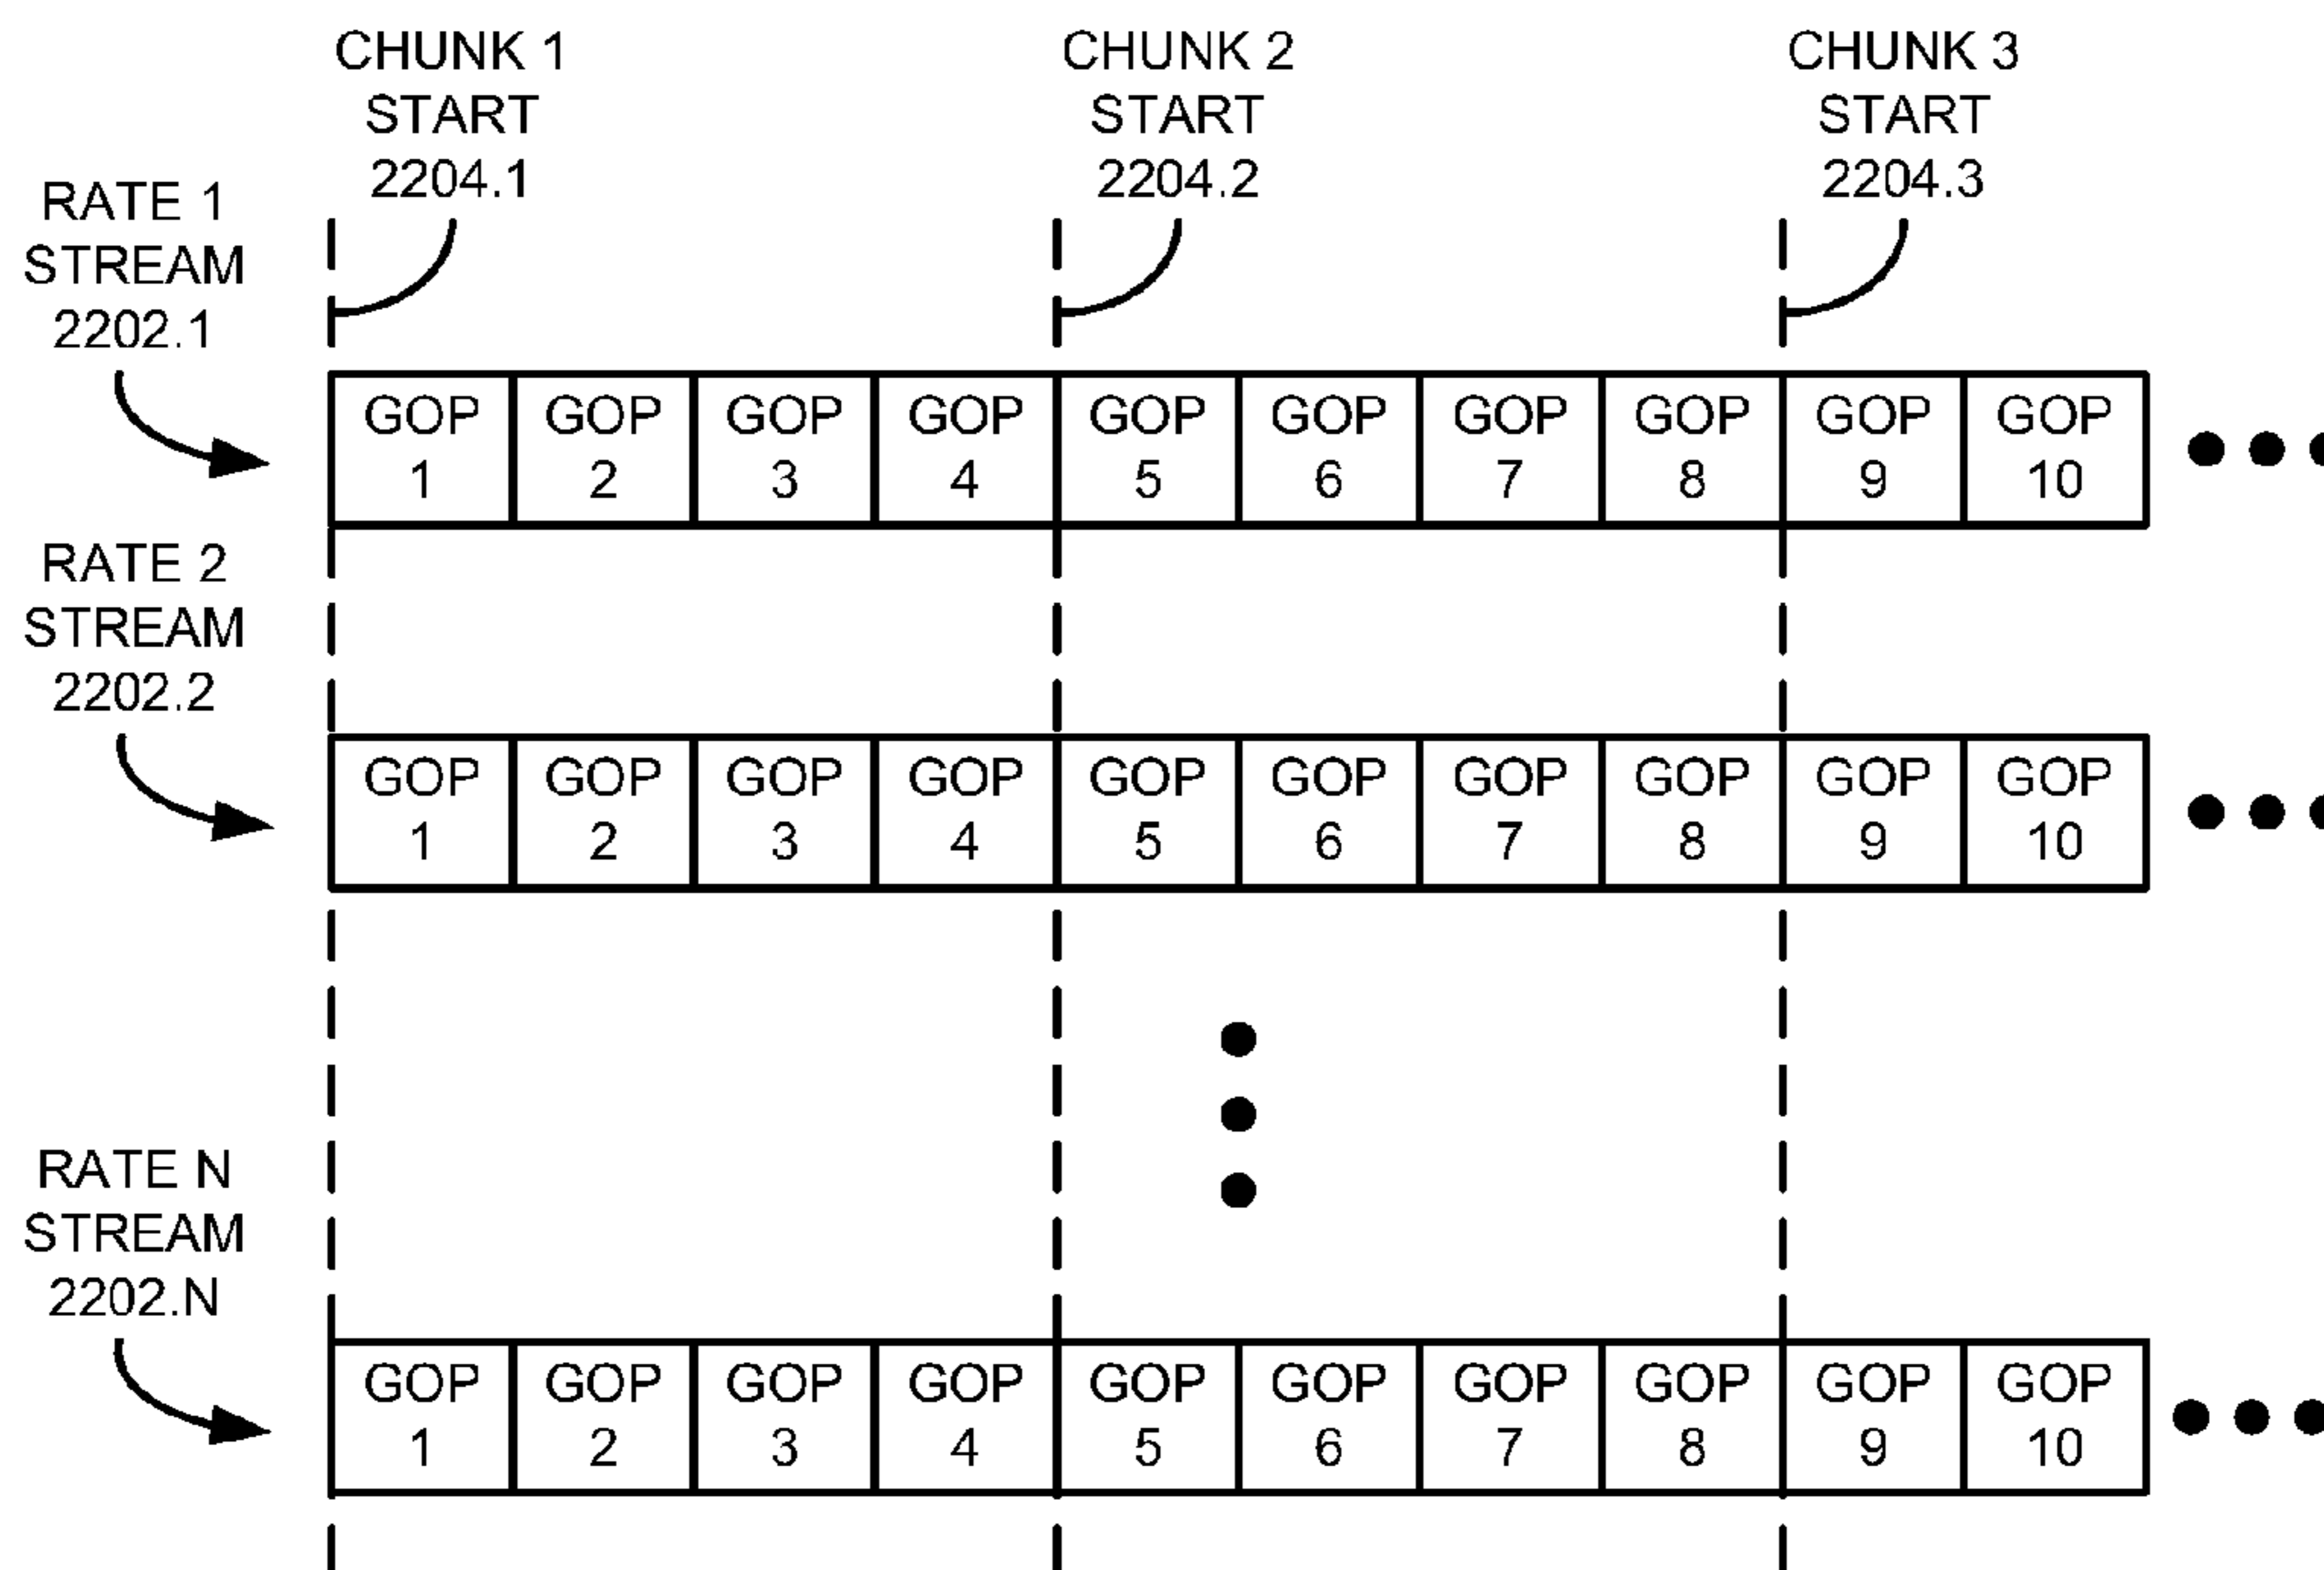 CHUNK 1
START
2204.1
CHUNK 2
START
2204.2
CHUNK 3
START
2204.3
RATE 1
STREAM
2202.1
GOP GOP GOP GOP GOP GOP GOP GOP GOP GOP
1 2 3 4 5 6 7 8 9 10
RATE 2
STREAM
2202.2
GOP GOP GOP GOP GOP GOP GOP GOP GOP GOP
1 2 3 4 5 6 7 8 9 10
RATE N
STREAM
2202.N
GOP GOP GOP GOP GOP GOP GOP GOP GOP GOP
1 2 3 4 5 6 7 8 9 10